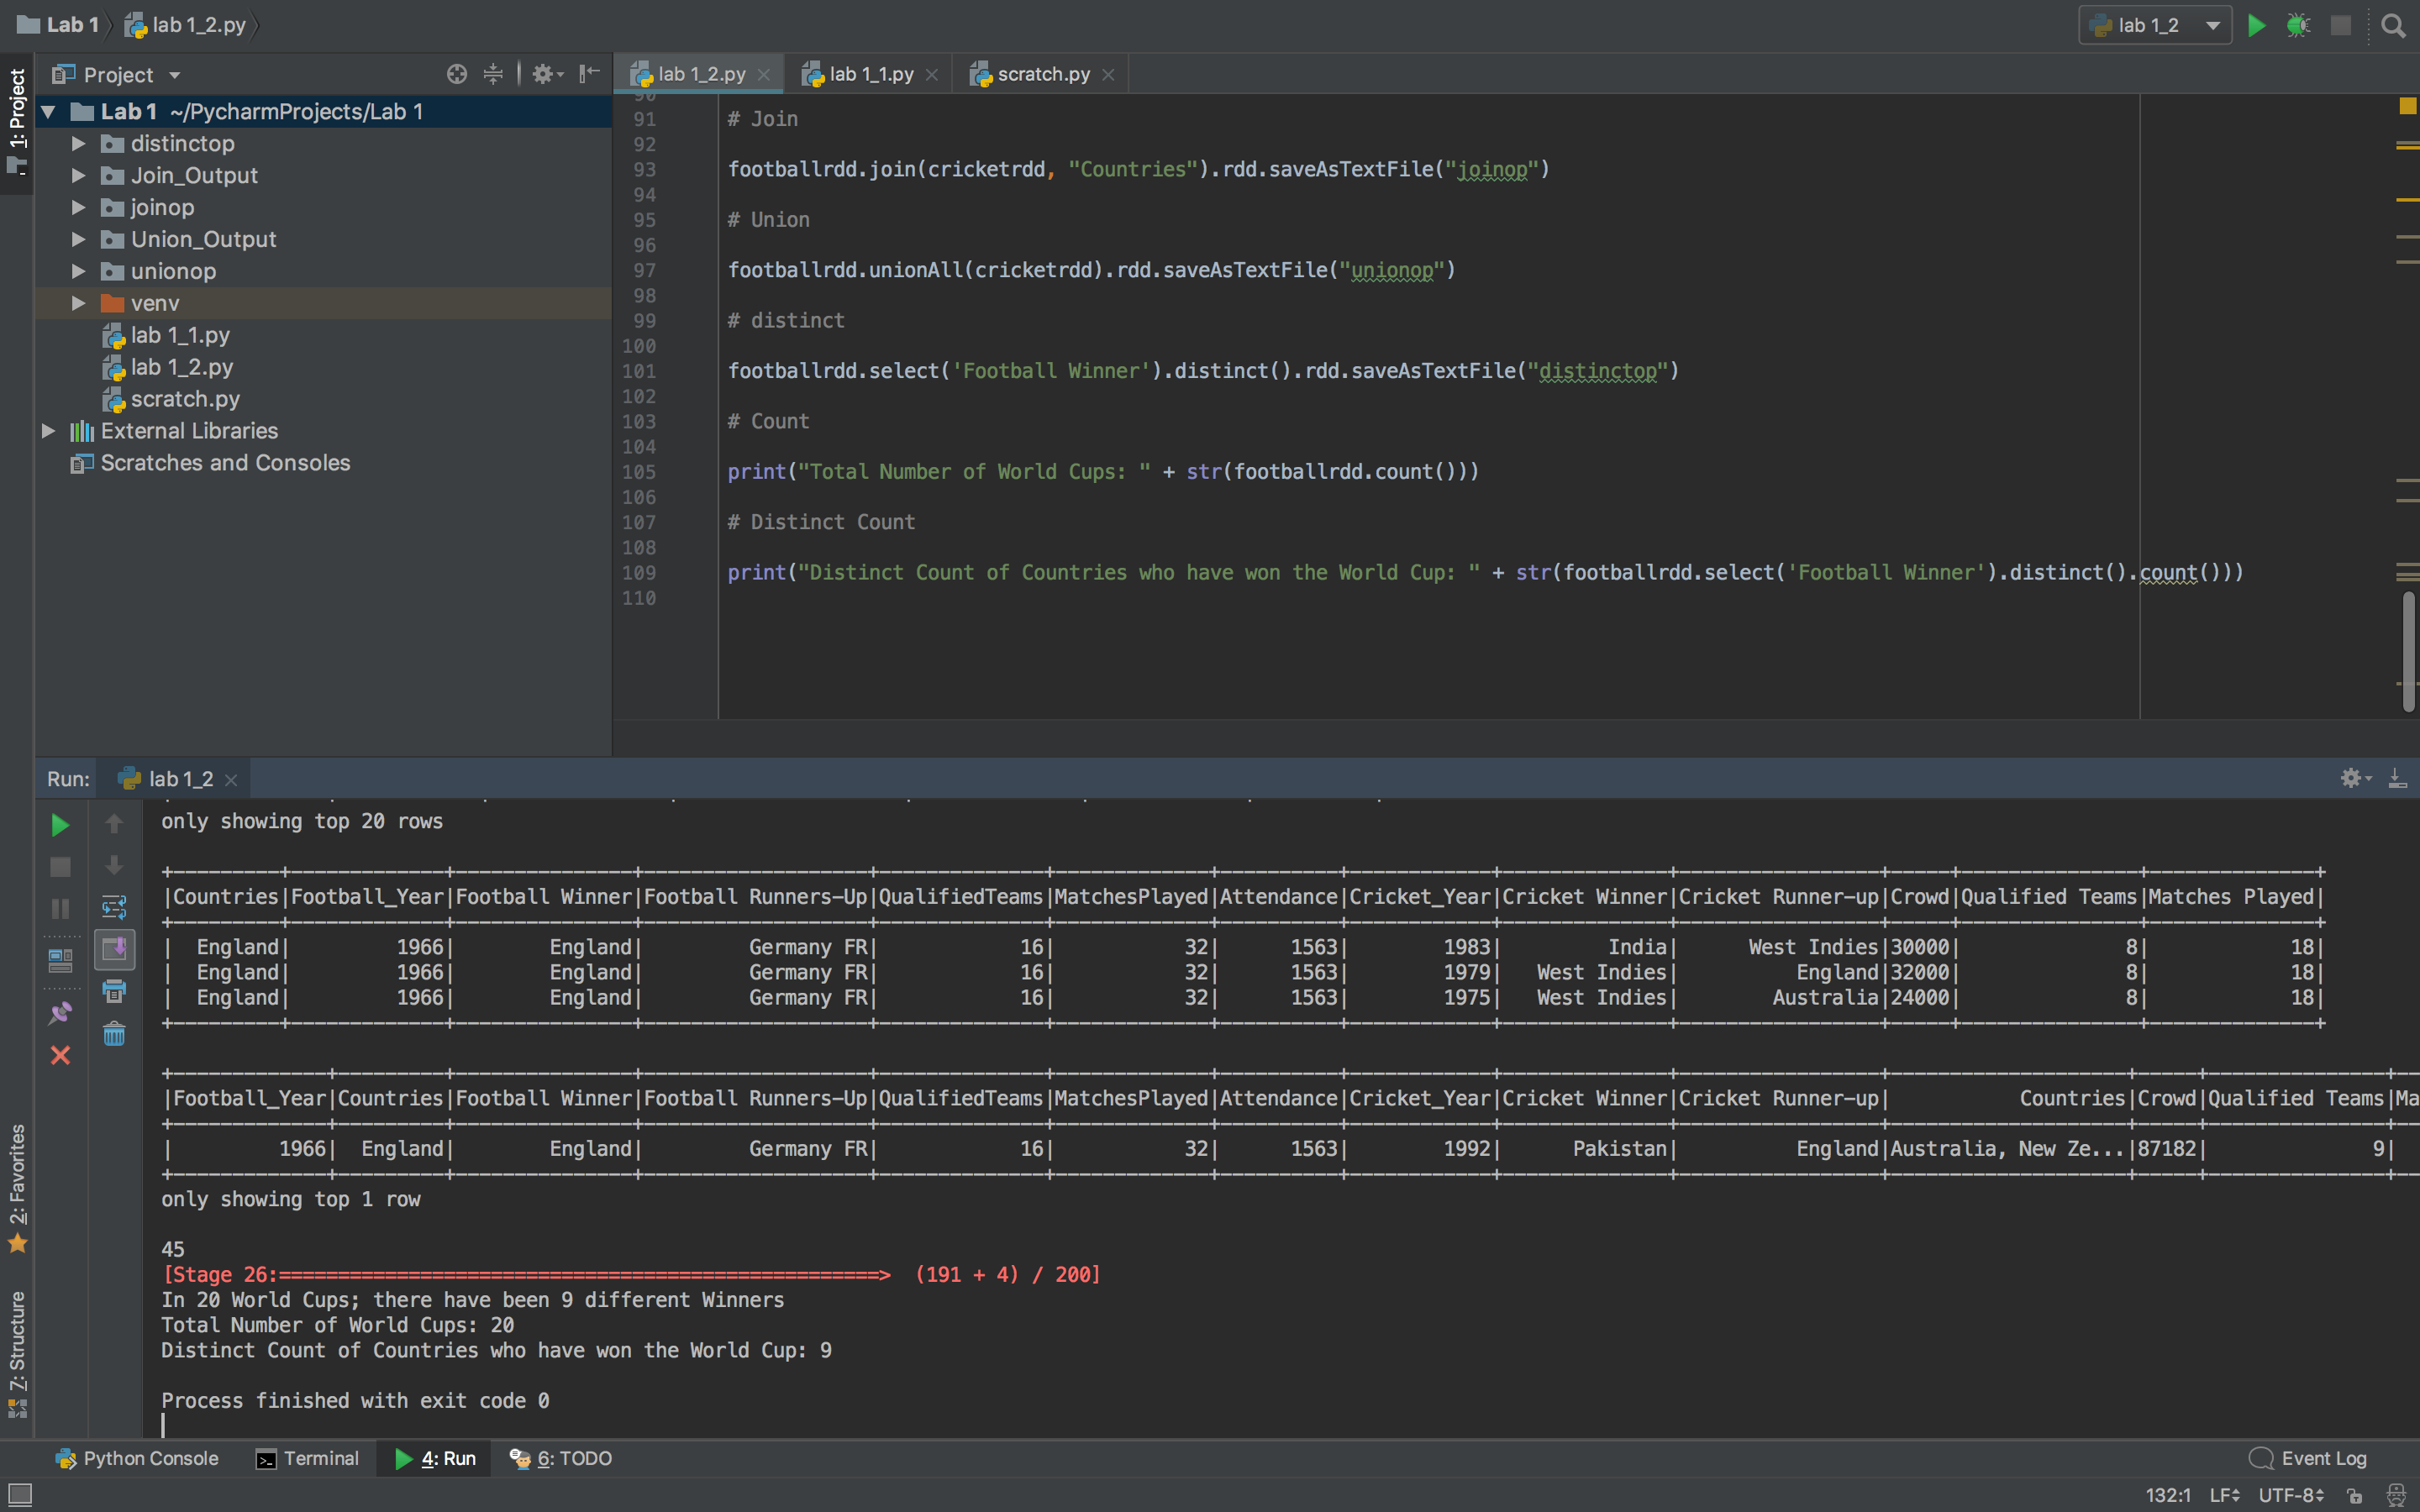 Lab 1 lab 1_2.py
lab 1_2
1: Project
Project
lab 1_2.py lab 1_1.py scratch.py
Lab 1 ~/PycharmProjects/Lab 1
distinctop
Join_Output
joinop
Union_Output
unionop
venv
lab 1_1.py
lab 1_2.py
scratch.py
External Libraries
Scratches and Consoles
90
91 # Join
92
93 footballrdd.join(cricketrdd, "Countries").rdd.saveAsTextFile("joinop")
94
95 # Union
96
97 footballrdd.unionAll(cricketrdd).rdd.saveAsTextFile("unionop")
98
99 # distinct
100
101 footballrdd.select('Football Winner').distinct().rdd.saveAsTextFile("distinctop")
102
103 # Count
104
105 print("Total Number of World Cups: " + str(footballrdd.count()))
106
107 # Distinct Count
108
109 print("Distinct Count of Countries who have won the World Cup: " + str(footballrdd.select('Football Winner').distinct().count()))
110
Run: lab 1_2
only showing top 20 rows
+---------+-------------+---------------+-------------------+--------------+-------------+----------+------------+--------------+-----------------+-----+---------------+--------------+
|Countries|Football_Year|Football Winner|Football Runners-Up|QualifiedTeams|MatchesPlayed|Attendance|Cricket_Year|Cricket Winner|Cricket Runner-up|Crowd|Qualified Teams|Matches Played|
+---------+-------------+---------------+-------------------+--------------+-------------+----------+------------+--------------+-----------------+-----+---------------+--------------+
|  England|         1966|        England|         Germany FR|            16|           32|      1563|        1983|         India|      West Indies|30000|              8|            18|
|  England|         1966|        England|         Germany FR|            16|           32|      1563|        1979|   West Indies|          England|32000|              8|            18|
|  England|         1966|        England|         Germany FR|            16|           32|      1563|        1975|   West Indies|        Australia|24000|              8|            18|
+---------+-------------+---------------+-------------------+--------------+-------------+----------+------------+--------------+-----------------+-----+---------------+--------------+
+-------------+---------+---------------+-------------------+--------------+-------------+----------+------------+--------------+-----------------+--------------------+-----+---------------+--
|Football_Year|Countries|Football Winner|Football Runners-Up|QualifiedTeams|MatchesPlayed|Attendance|Cricket_Year|Cricket Winner|Cricket Runner-up|           Countries|Crowd|Qualified Teams|Ma
+-------------+---------+---------------+-------------------+--------------+-------------+----------+------------+--------------+-----------------+--------------------+-----+---------------+--
|         1966|  England|        England|         Germany FR|            16|           32|      1563|        1992|      Pakistan|          England|Australia, New Ze...|87182|              9|
+-------------+---------+---------------+-------------------+--------------+-------------+----------+------------+--------------+-----------------+--------------------+-----+---------------+--
only showing top 1 row
45
[Stage 26:===================================================>  (191 + 4) / 200]
In 20 World Cups; there have been 9 different Winners
Total Number of World Cups: 20
Distinct Count of Countries who have won the World Cup: 9
Process finished with exit code 0
2: Favorites
7: Structure
Python Console Terminal 4: Run 6: TODO Event Log
132:1 LF UTF-8